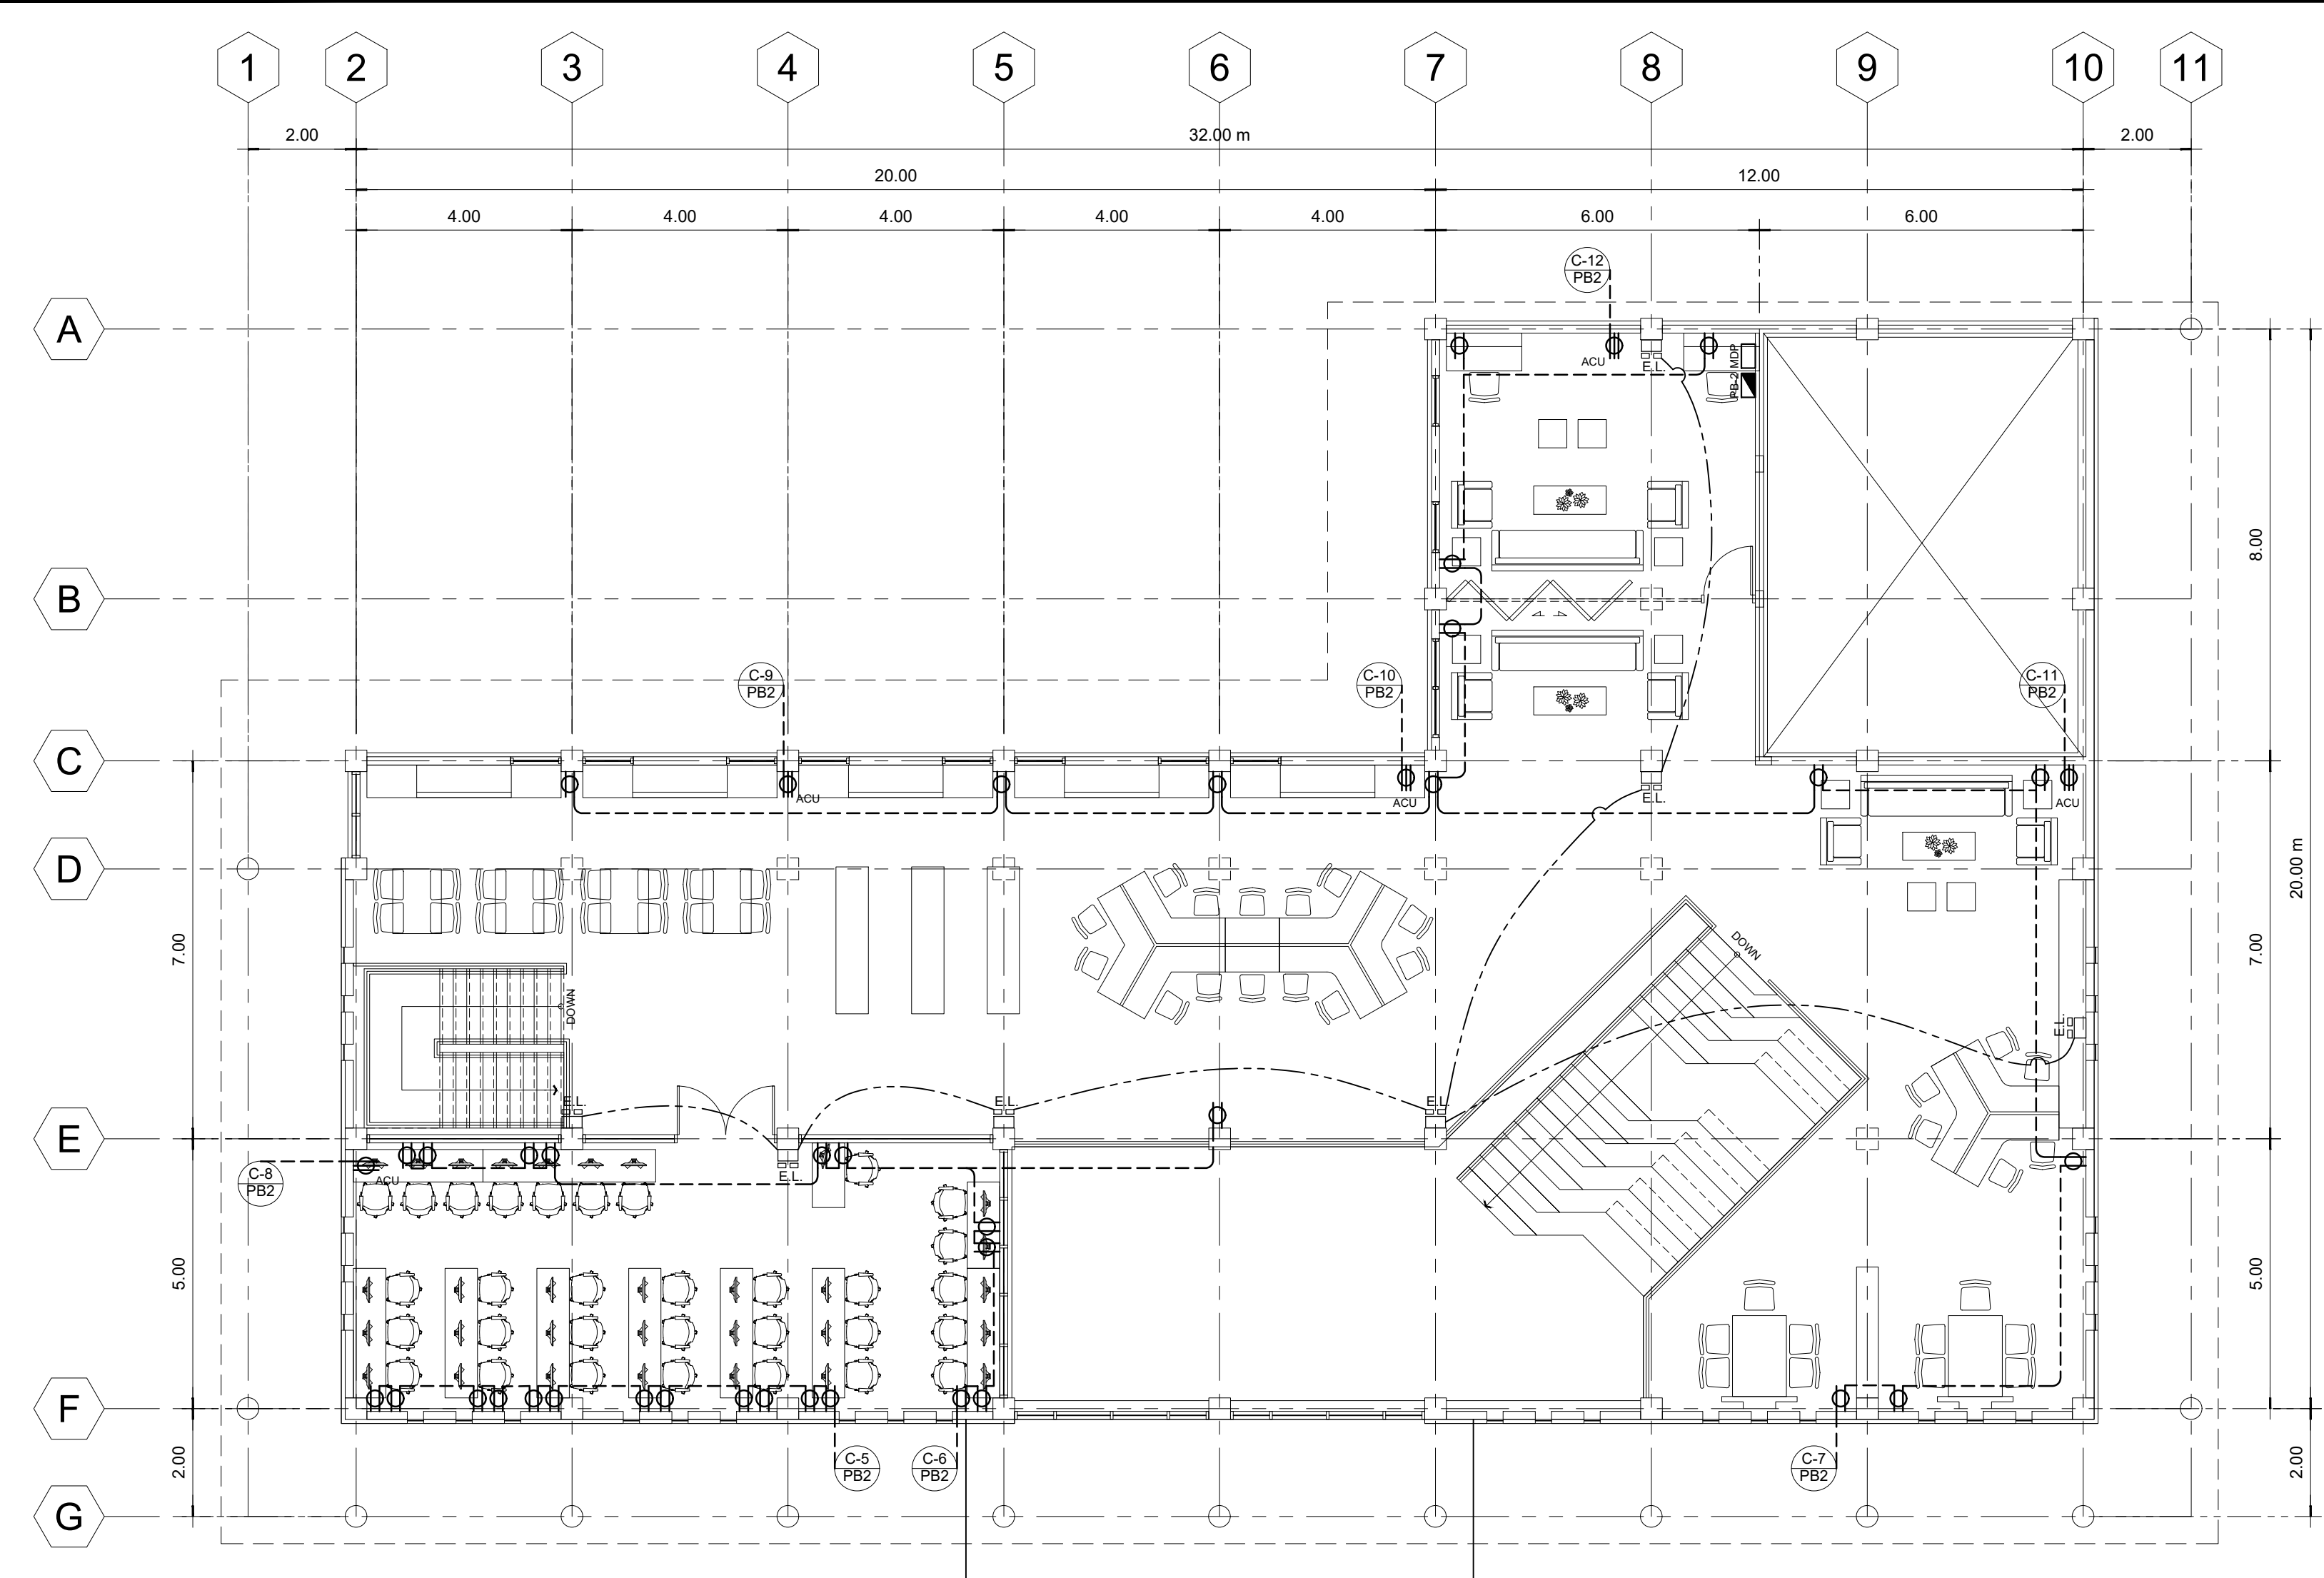 1 2 3 4 5 6 7 8 9 10 11
2.00 32.00 m 2.00
20.00 12.00
4.00 4.00 4.00 4.00 4.00 6.00 6.00
C-12
PB2
A
ACU E.L.
MDP
PB-2
8.00
B
C-9
PB2
C-10
PB2
C-11
PB2
C
ACU ACU E.L. ACU
D
20.00 m
7.00 7.00
DOWN
DOWN
E.L.
E.L. E.L. E.L.
E
C-8
PB2
ACU E.L.
5.00 5.00
F
C-5
PB2
C-6
PB2
C-7
PB2
2.00 2.00
G